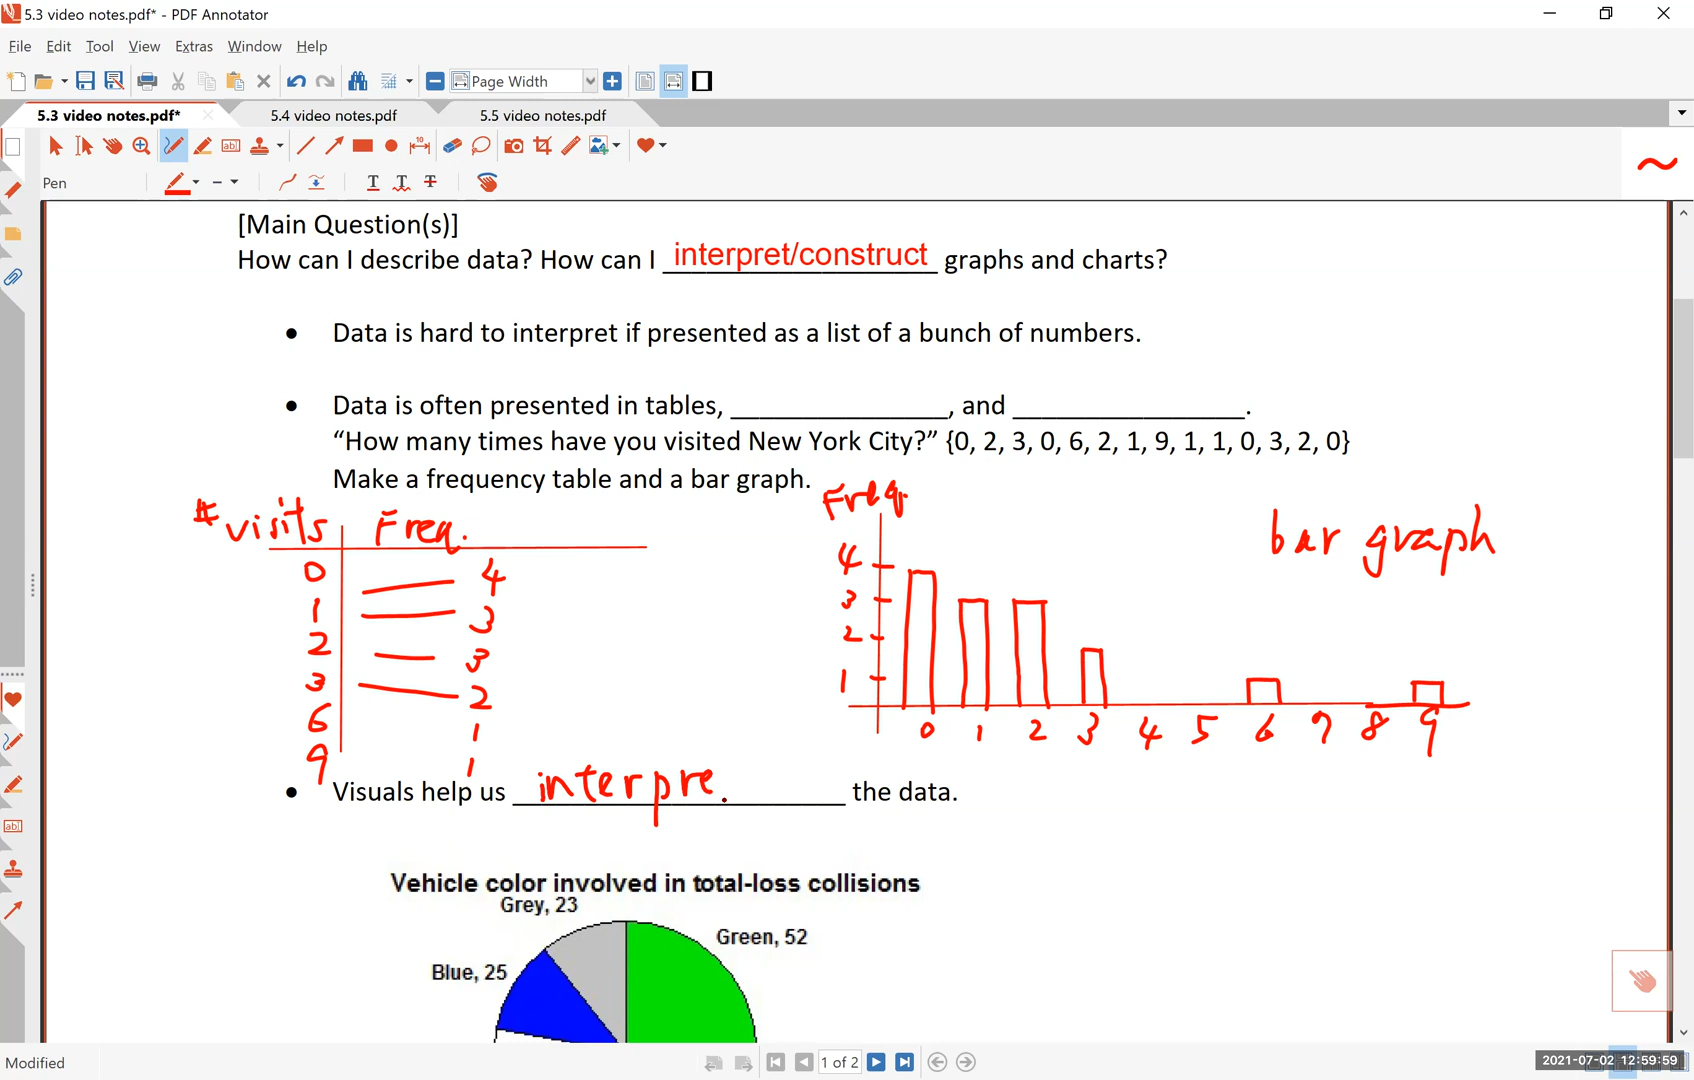 5.3 video notes.pdf* - PDF Annotator
File Edit Tool View Extras Window Help
Page Width
5.3 video notes.pdf* 5.4 video notes.pdf 5.5 video notes.pdf
Pen
[Main Question(s)]
How can I describe data? How can I interpret/construct graphs and charts?
• Data is hard to interpret if presented as a list of a bunch of numbers.
• Data is often presented in tables, _______________, and ________________.
“How many times have you visited New York City?” {0, 2, 3, 0, 6, 2, 1, 9, 1, 1, 0, 3, 2, 0}
Make a frequency table and a bar graph.
# visits Freq.
0 4
1 3
2 3
3 2
6 1
9 1
Freq.
bar graph
4
3
2
1
0 1 2 3 4 5 6 7 8 9
• Visuals help us interpre the data.
Vehicle color involved in total-loss collisions
Grey, 23
Green, 52
Blue, 25
Modified
1 of 2
2021-07-02 12:59:59